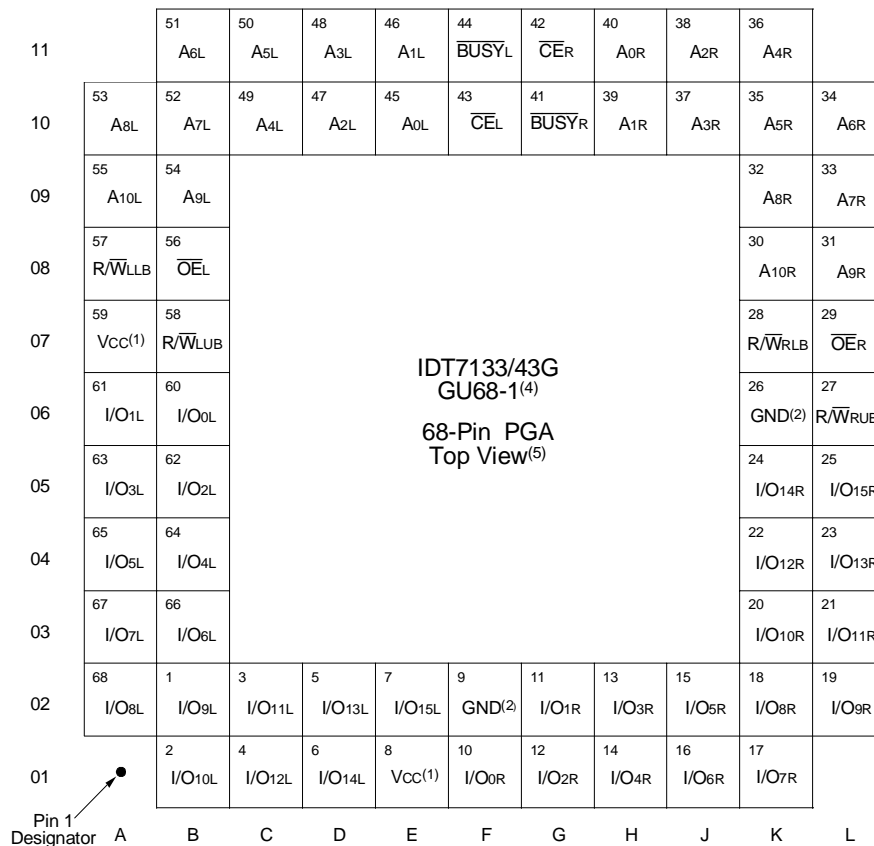 51 50 48 46 44 42 40 38 36
11 A6L A5L A3L A1L BUSYL CER A0R A2R A4R
53 52 49 47 45 43 41 39 37 35 34
10 A8L A7L A4L A2L A0L CEL BUSYR A1R A3R A5R A6R
55 54 32 33
09 A10L A9L A8R A7R
57 56 30 31
08 R/WLLB OEL A10R A9R
59 58 28 29
07 VCC(1) R/WLUB R/WRLB OER
IDT7133/43G
GU68-1(4)
61 60 26 27
06 I/O1L I/O0L GND(2) R/WRUB
68-Pin PGA
Top View(5)
63 62 24 25
05 I/O3L I/O2L I/O14R I/O15R
65 64 22 23
04 I/O5L I/O4L I/O12R I/O13R
67 66 20 21
03 I/O7L I/O6L I/O10R I/O11R
68 1 3 5 7 9 11 13 15 18 19
02 I/O8L I/O9L I/O11L I/O13L I/O15L GND(2) I/O1R I/O3R I/O5R I/O8R I/O9R
2 4 6 8 10 12 14 16 17
01 I/O10L I/O12L I/O14L VCC(1) I/O0R I/O2R I/O4R I/O6R I/O7R
Pin 1
Designator
A B C D E F G H J K L